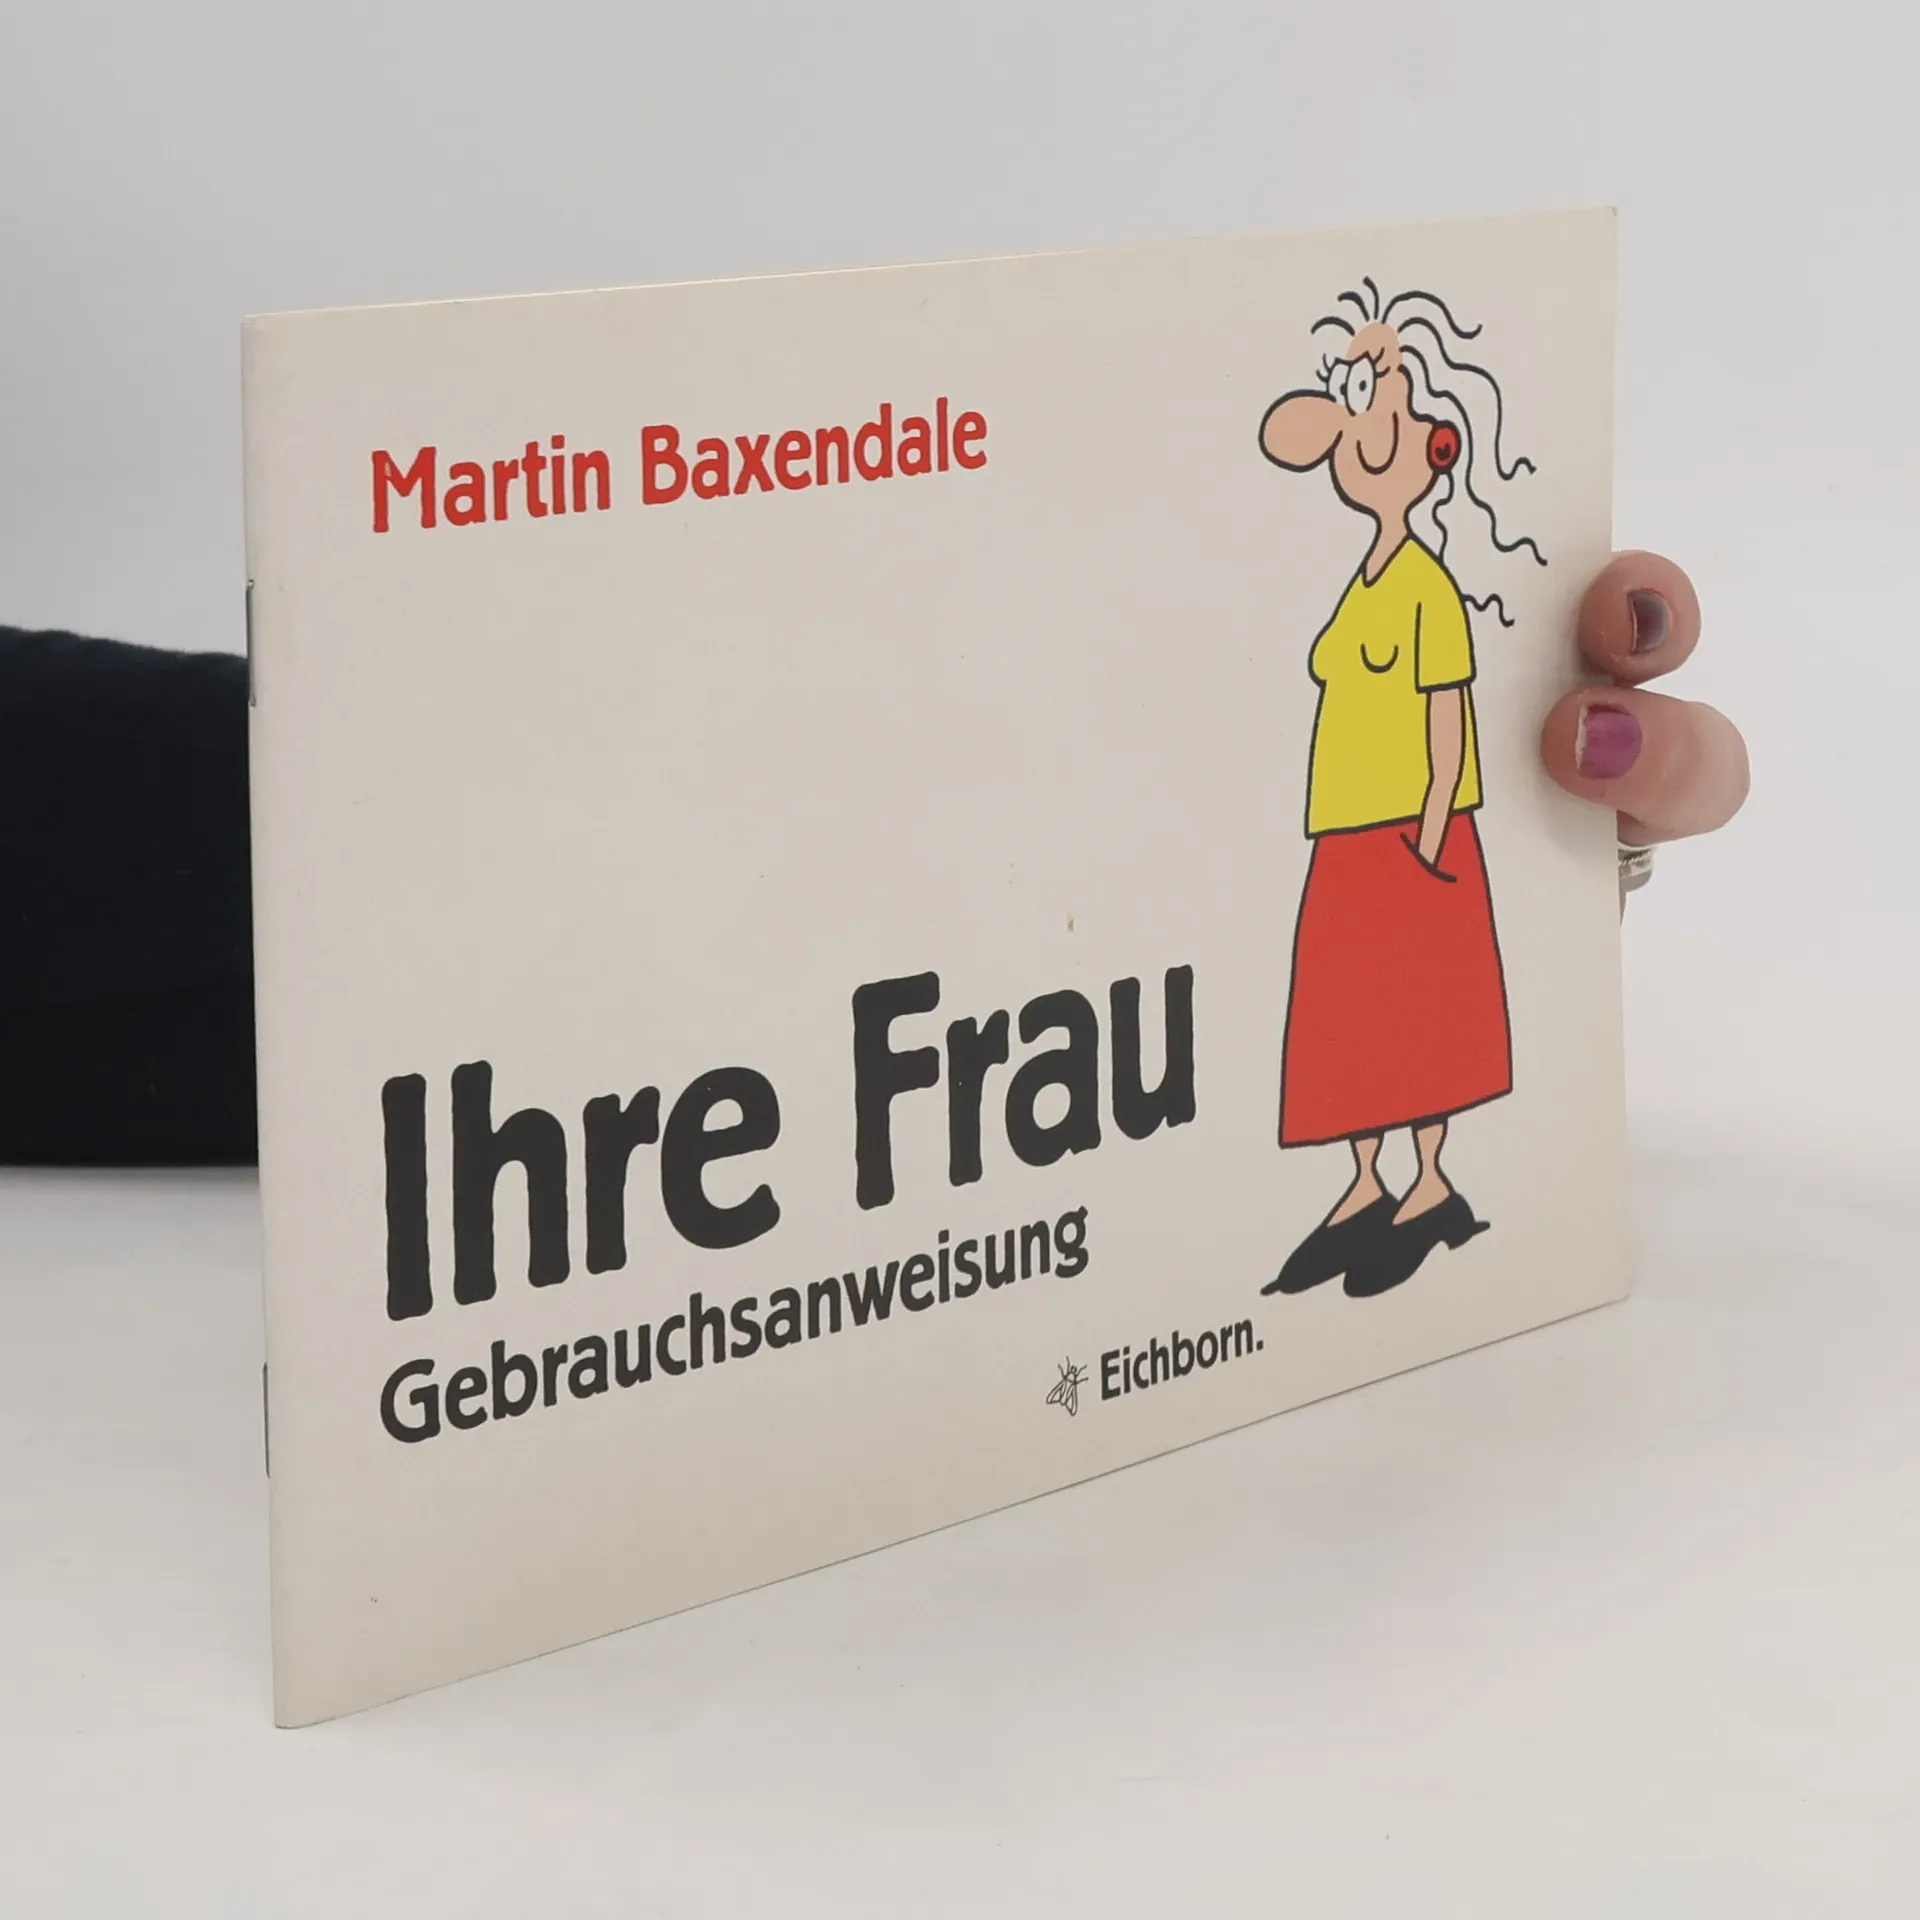 Martin Baxendale
Ihre Frau
Gebrauchsanweisung
Eichborn.